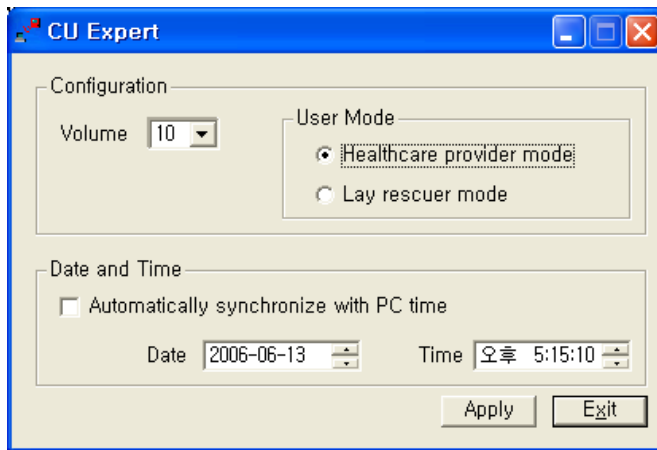 CU Expert
Configuration
Volume 10
User Mode
Healthcare provider mode
Lay rescuer mode
Date and Time
Automatically synchronize with PC time
Date 2006-06-13 Time 오후 5:15:10
Apply Exit